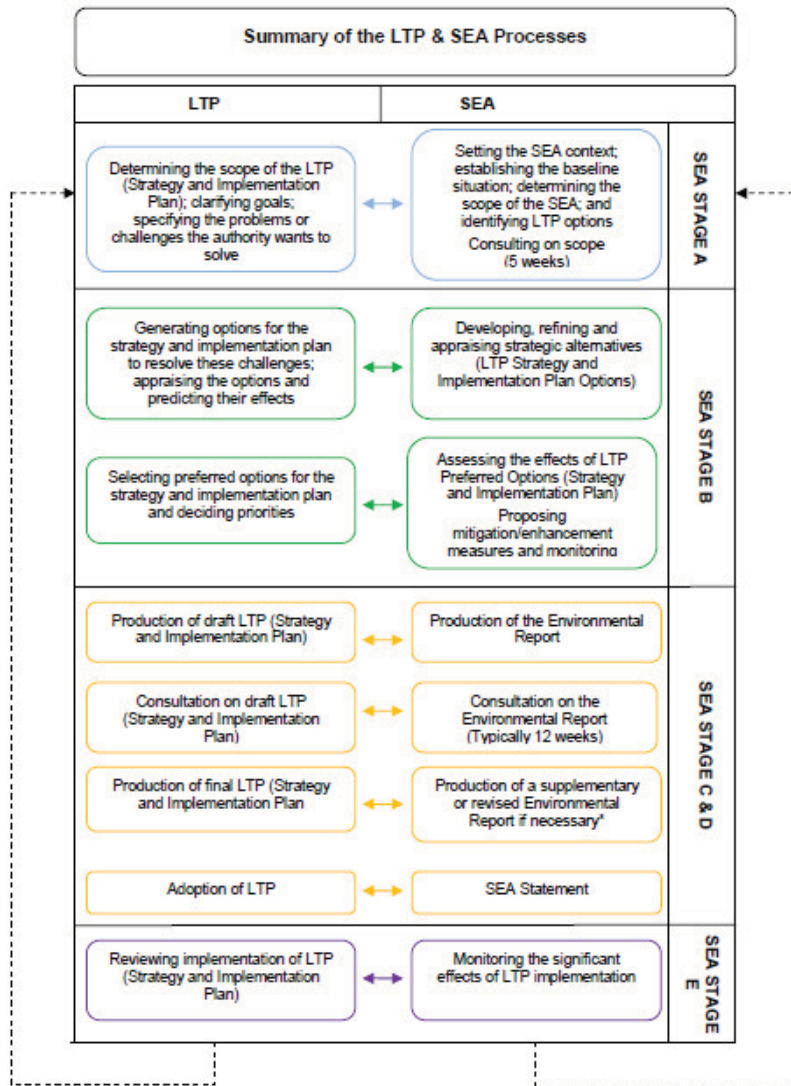 Summary of the LTP & SEA Processes
LTP
SEA
Determining the scope of the LTP
(Strategy and Implementation
Plan); clarifying goals;
specifying the problems or
challenges the authority wants to
solve
Setting the SEA context;
establishing the baseline
situation; determining the
scope of the SEA; and
identifying LTP options
Consulting on scope
(5 weeks)
SEA STAGE A
Generating options for the
strategy and implementation plan
to resolve these challenges;
appraising the options and
predicting their effects
Developing, refining and
appraising strategic alternatives
(LTP Strategy and
Implementation Plan Options)
Selecting preferred options for the
strategy and implementation plan
and deciding priorities
Assessing the effects of LTP
Preferred Options (Strategy
and Implementation Plan)
Proposing
mitigation/enhancement
measures and monitoring
SEA STAGE B
Production of draft LTP (Strategy
and Implementation Plan)
Production of the Environmental
Report
Consultation on draft LTP
(Strategy and Implementation
Plan)
Consultation on the
Environmental Report
(Typically 12 weeks)
Production of final LTP (Strategy
and Implementation Plan
Production of a supplementary
or revised Environmental
Report if necessary*
Adoption of LTP
SEA Statement
SEA STAGE C & D
Reviewing implementation of LTP
(Strategy and Implementation
Plan)
Monitoring the significant
effects of LTP implementation
SEA STAGE
E